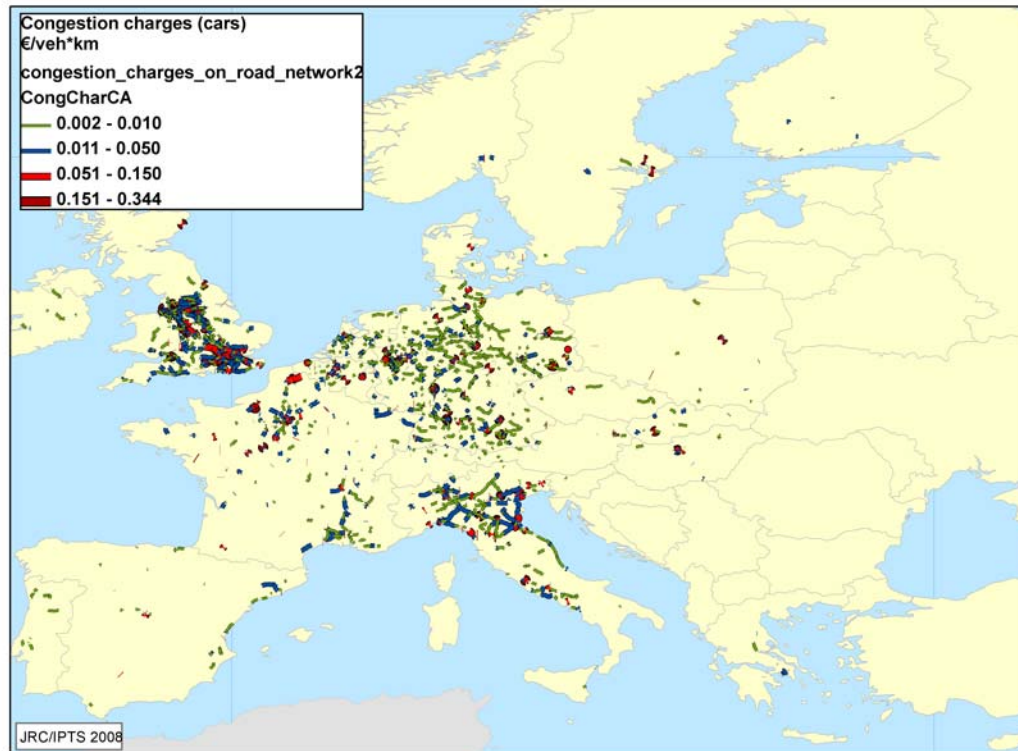 Congestion charges (cars)
€/veh*km
congestion_charges_on_road_network2
CongCharCA
0.002 - 0.010
0.011 - 0.050
0.051 - 0.150
0.151 - 0.344
JRC/IPTS 2008